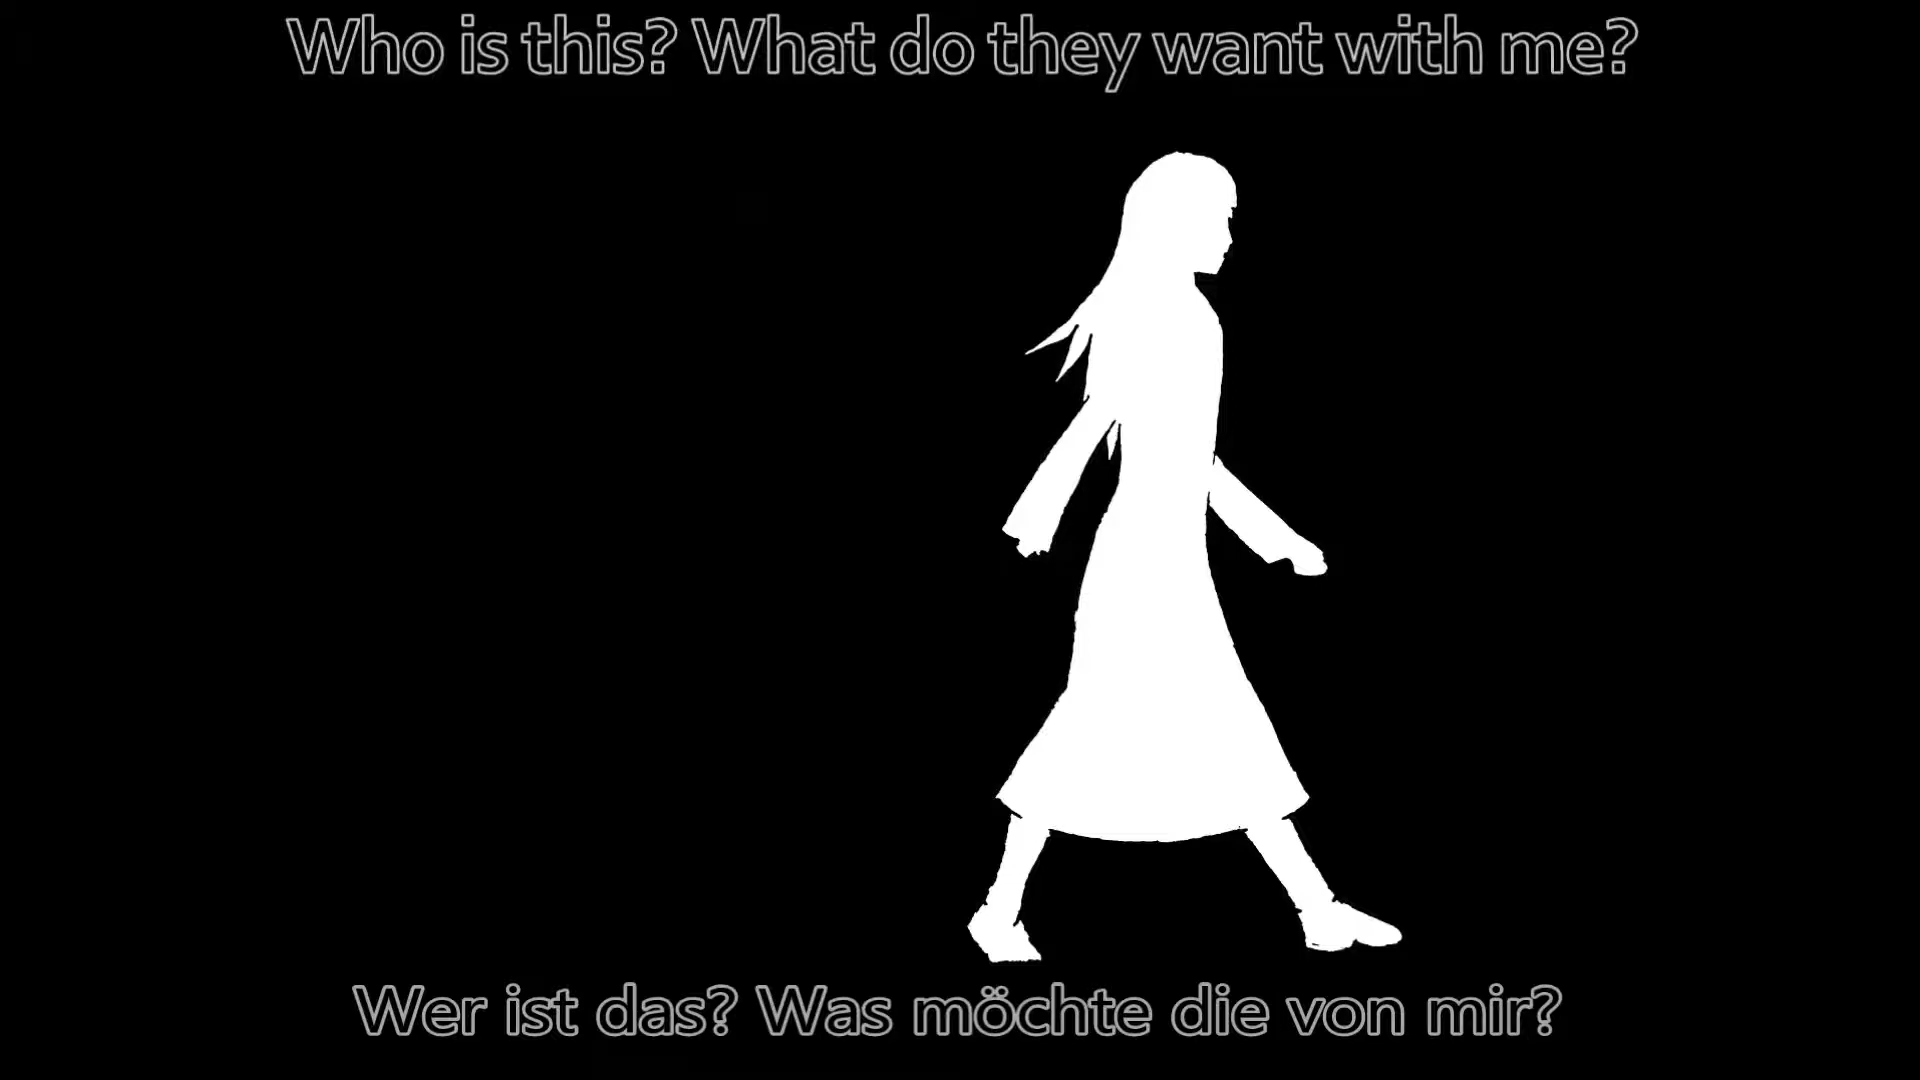 Who is this? What do they want with me?
Wer ist das? Was möchte die von mir?